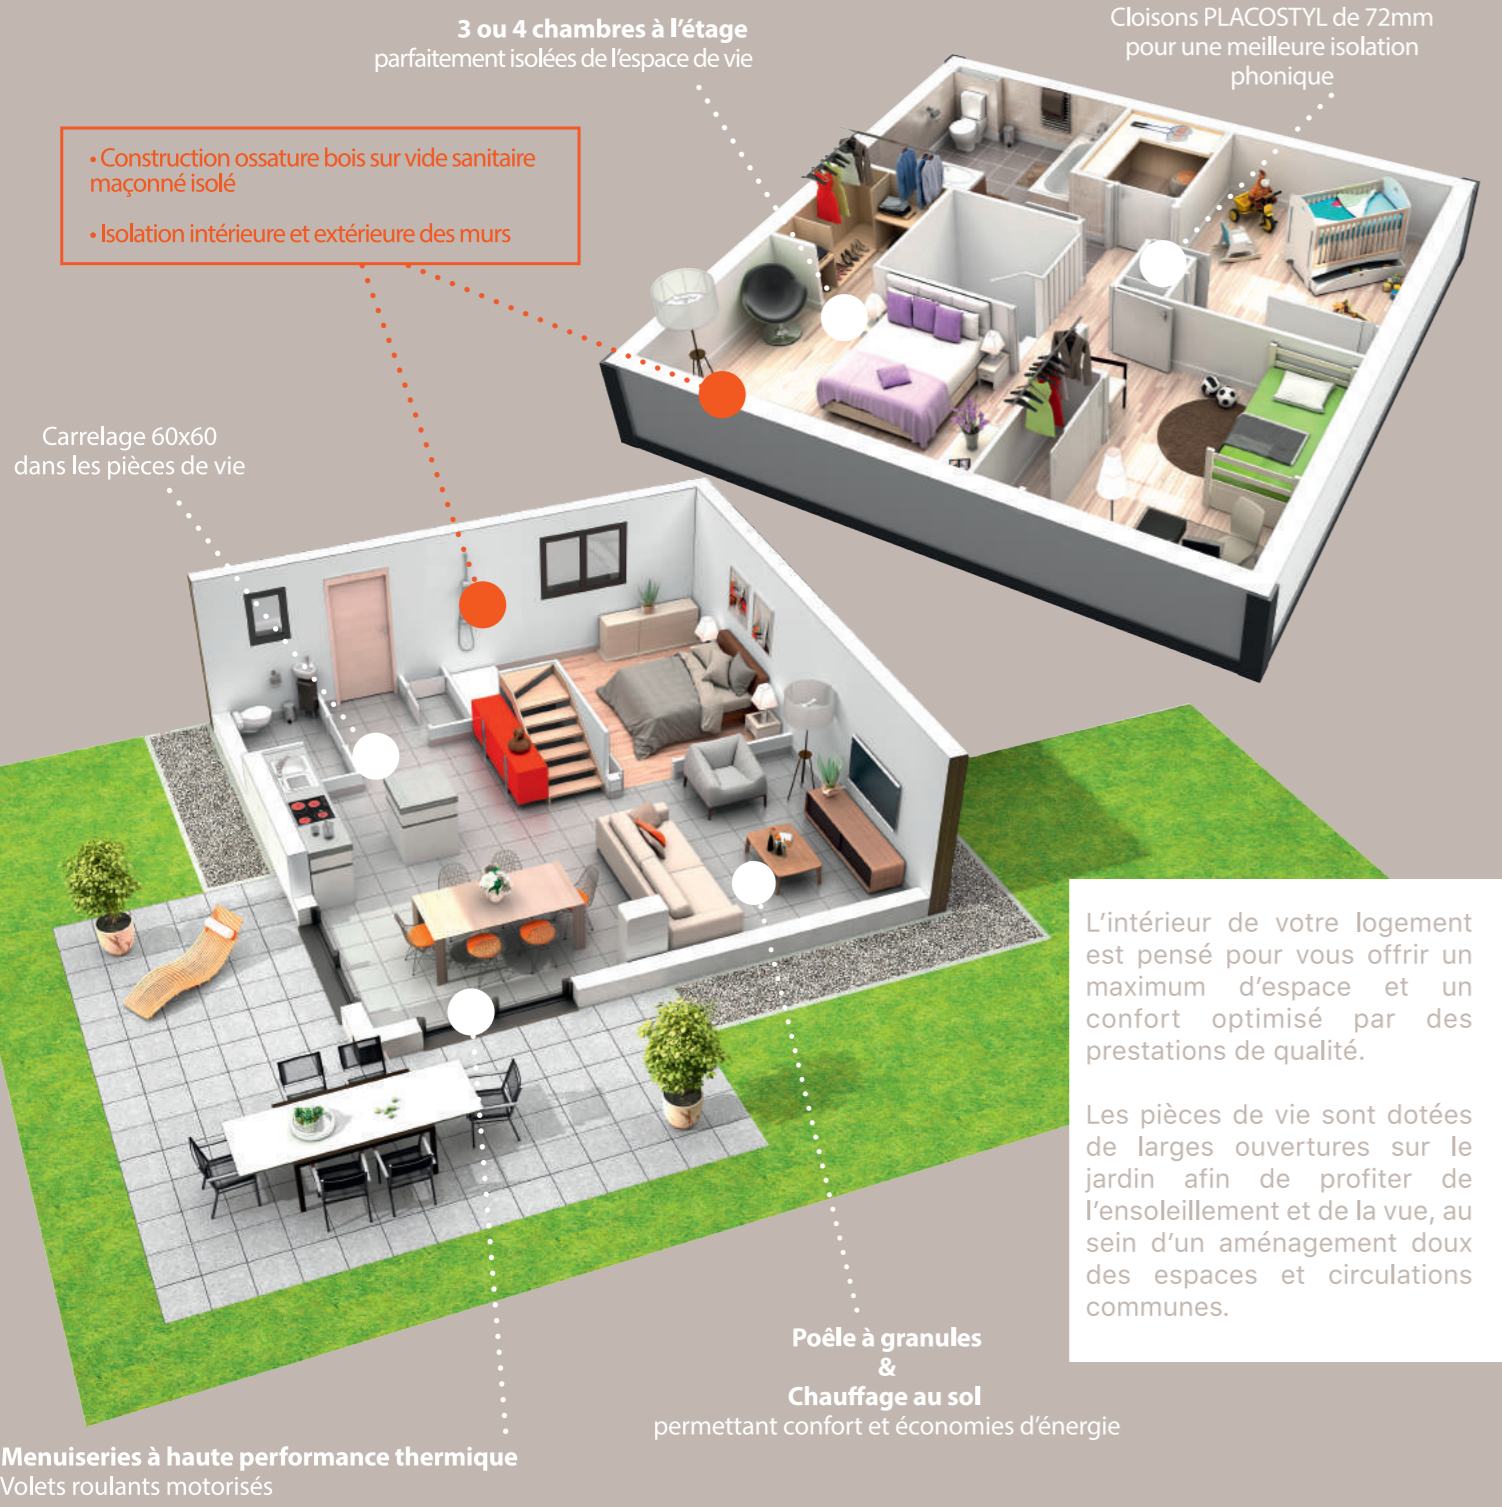 3 ou 4 chambres à l’étage
parfaitement isolées de l’espace de vie
Cloisons PLACOSTYL de 72mm
pour une meilleure isolation
phonique
• Construction ossature bois sur vide sanitaire
maçonné isolé
• Isolation intérieure et extérieure des murs
Carrelage 60x60
dans les pièces de vie
L’intérieur de votre logement
est pensé pour vous offrir un
maximum d’espace et un
confort optimisé par des
prestations de qualité.
Les pièces de vie sont dotées
de larges ouvertures sur le
jardin afin de profiter de
l’ensoleillement et de la vue, au
sein d’un aménagement doux
des espaces et circulations
communes.
Poêle à granules
&
Chauffage au sol
permettant confort et économies d’énergie
Menuiseries à haute performance thermique
Volets roulants motorisés